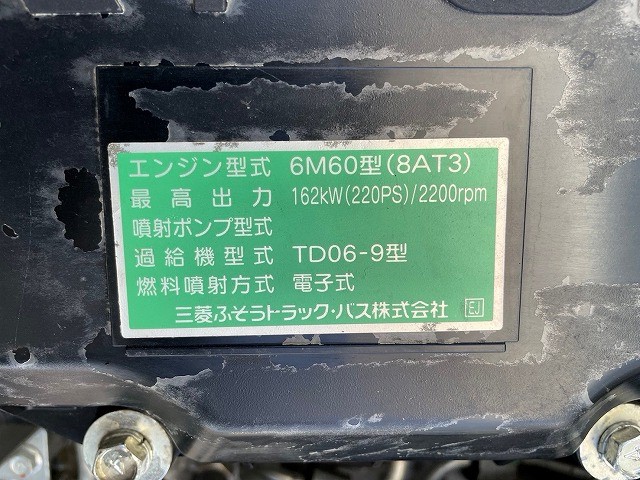 エンジン型式 6M60型(8AT3)
最高出力 162kW(220PS)/2200rpm
噴射ポンプ型式
過給機型式 TD06-9型
燃料噴射方式 電子式
三菱ふそうトラック・バス株式会社 EJ